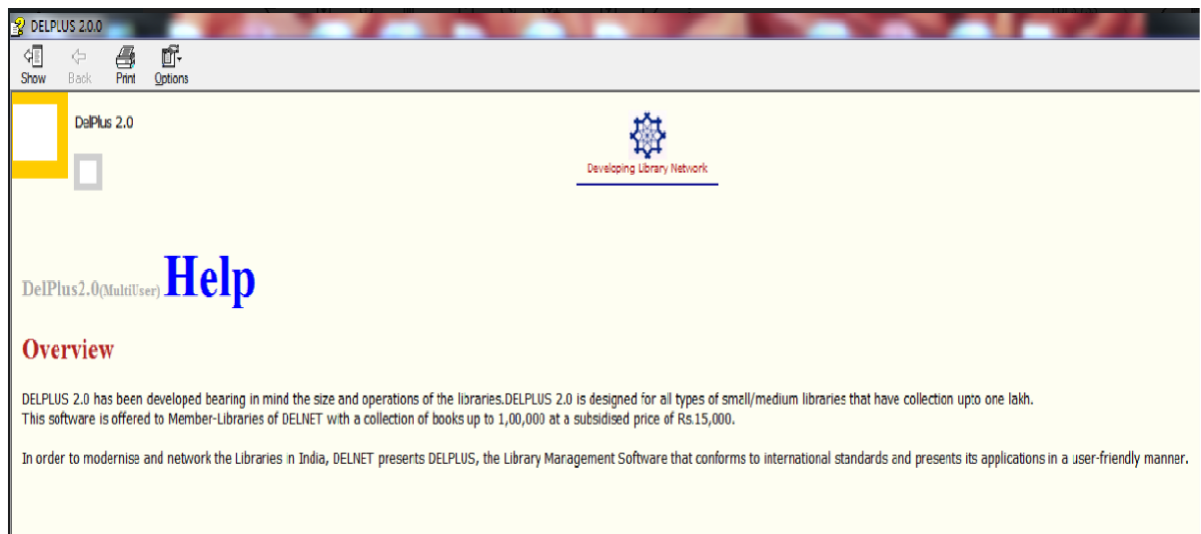 DELPLUS 2.0.0
Show Back Print Options
DelPlus 2.0
Developing Library Network
DelPlus2.0(MultiUser) Help
Overview
DELPLUS 2.0 has been developed bearing in mind the size and operations of the libraries.DELPLUS 2.0 is designed for all types of small/medium libraries that have collection upto one lakh.
This software is offered to Member-Libraries of DELNET with a collection of books up to 1,00,000 at a subsidised price of Rs.15,000.
In order to modernise and network the Libraries in India, DELNET presents DELPLUS, the Library Management Software that conforms to international standards and presents its applications in a user-friendly manner.